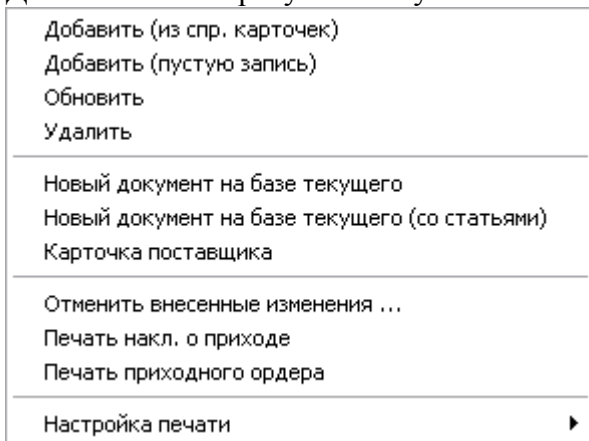 Добавить (из спр. карточек)
Добавить (пустую запись)
Обновить
Удалить
Новый документ на базе текущего
Новый документ на базе текущего (со статьями)
Карточка поставщика
Отменить внесенные изменения ...
Печать накл. о приходе
Печать приходного ордера
Настройка печати